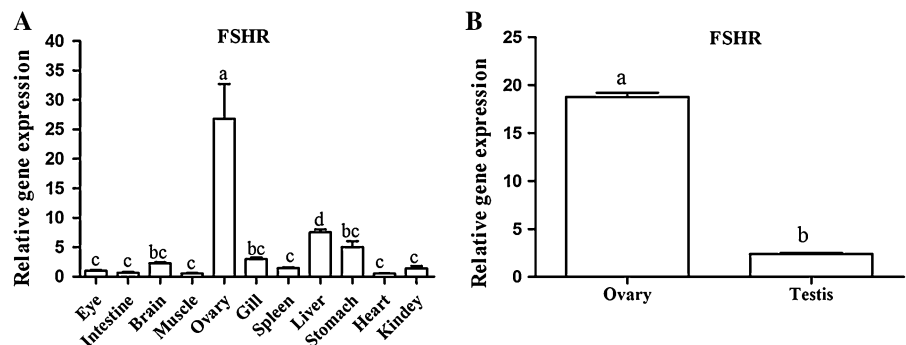 A
FSHR
Relative gene expression
40
35
30
25
20
15
10
5
0
c
c
bc
c
a
bc
c
d
bc
c
c
Eye
Intestine
Brain
Muscle
Ovary
Gill
Spleen
Liver
Stomach
Heart
Kindey
B
FSHR
Relative gene expression
25
20
15
10
5
0
a
b
Ovary
Testis